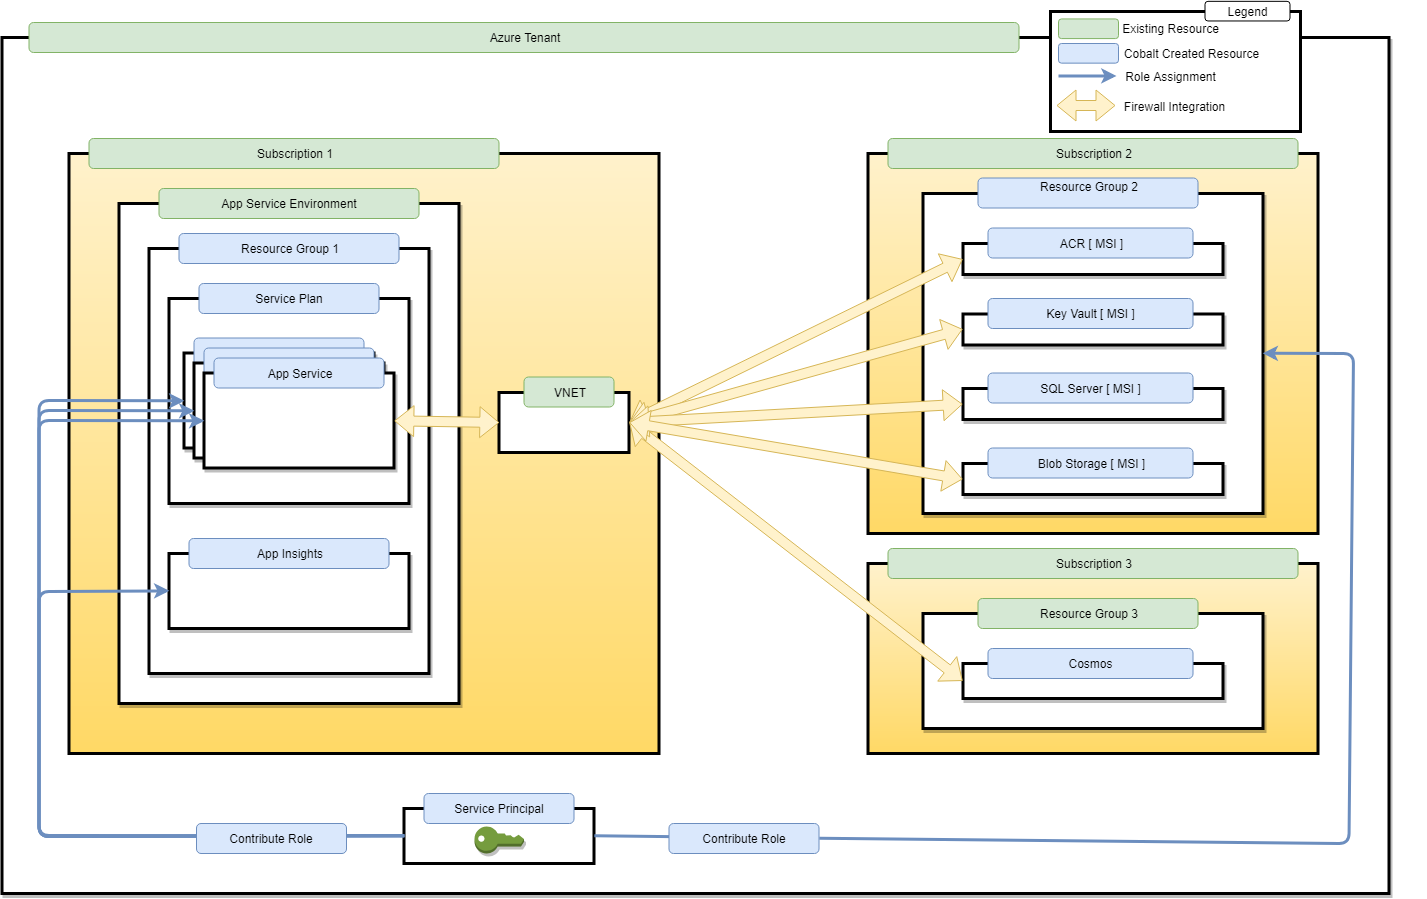 Legend
Azure Tenant
Existing Resource
Cobalt Created Resource
Role Assignment
Firewall Integration
Subscription 1
App Service Environment
Resource Group 1
Service Plan
App Service
App Insights
VNET
Subscription 2
Resource Group 2
ACR [ MSI ]
Key Vault [ MSI ]
SQL Server [ MSI ]
Blob Storage [ MSI ]
Subscription 3
Resource Group 3
Cosmos
Service Principal
Contribute Role
Contribute Role